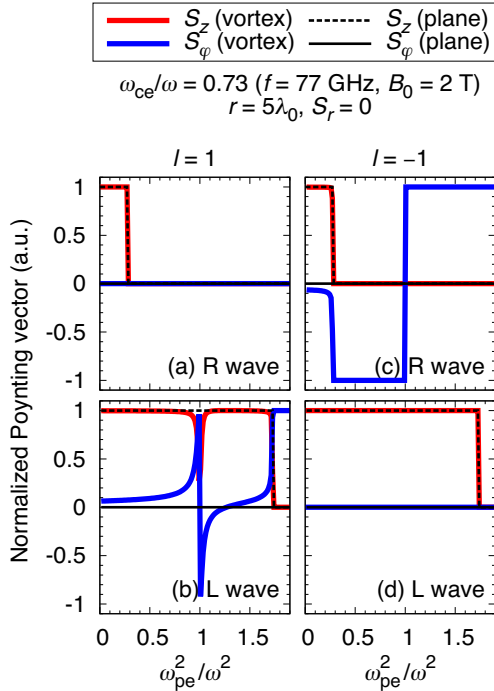 S_z (vortex) S_z (plane)
S_φ (vortex) S_φ (plane)
ω_ce/ω = 0.73 (f = 77 GHz, B_0 = 2 T)
r = 5λ_0, S_r = 0
l = 1 l = −1
Normalized Poynting vector (a.u.)
1
0.5
0
-0.5
-1
(a) R wave (c) R wave
1
0.5
0
-0.5
-1
(b) L wave (d) L wave
0 0.5 1 1.5 0 0.5 1 1.5
ω_pe^2/ω^2 ω_pe^2/ω^2